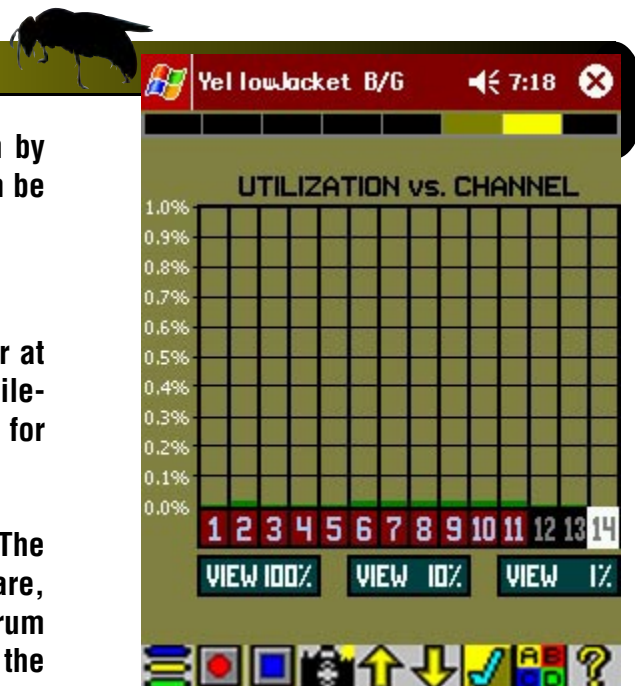 by
be
r at
ile-
for
The
are,
rum
the
YellowJacket B/G 7:18
UTILIZATION vs. CHANNEL
1.0%
0.9%
0.8%
0.7%
0.6%
0.5%
0.4%
0.3%
0.2%
0.1%
0.0%
1 2 3 4 5 6 7 8 9 10 11 12 13 14
VIEW 100% VIEW 10% VIEW 1%
A B
C D
?